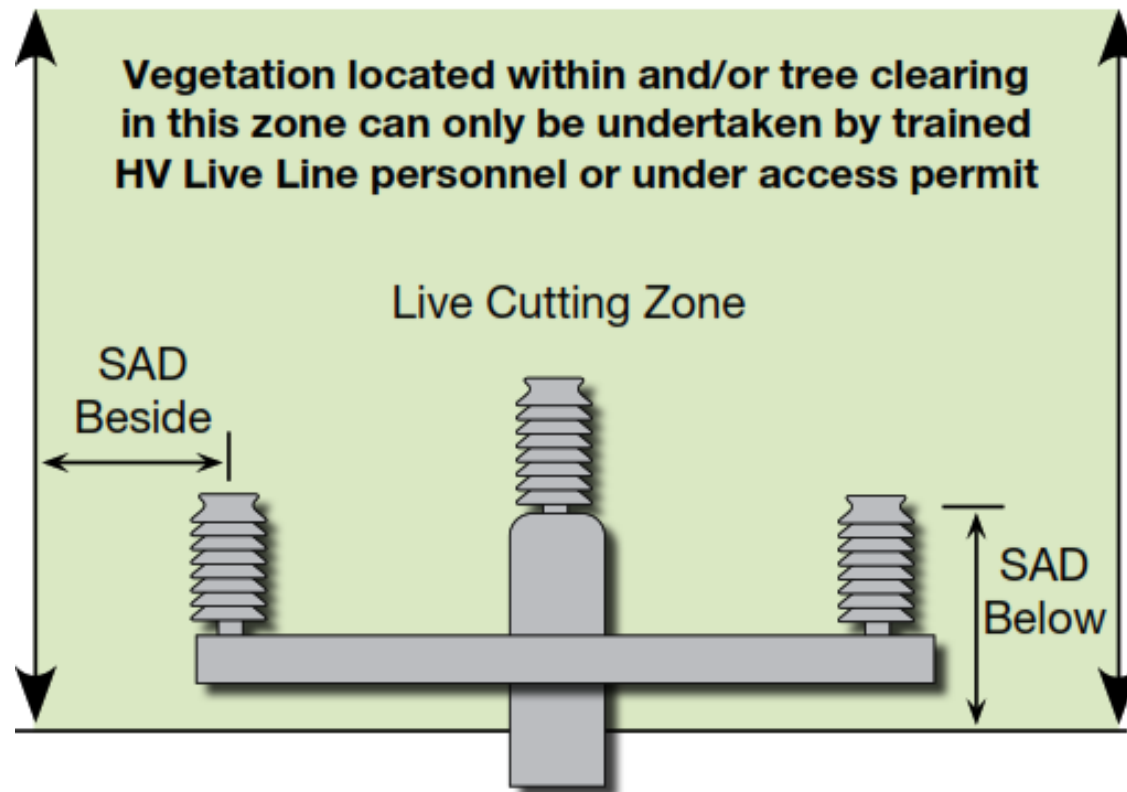 Vegetation located within and/or tree clearing
in this zone can only be undertaken by trained
HV Live Line personnel or under access permit
Live Cutting Zone
SAD
Beside
SAD
Below